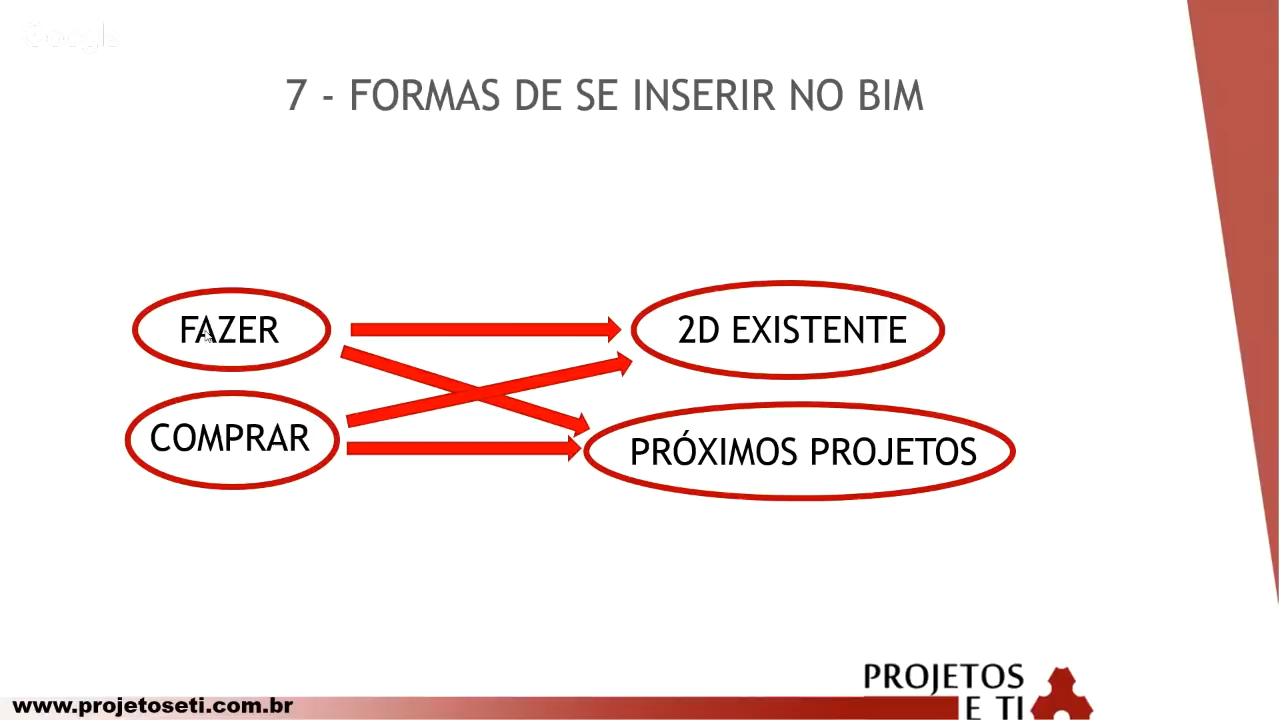 Google
7 - FORMAS DE SE INSERIR NO BIM
FAZER
2D EXISTENTE
COMPRAR
PRÓXIMOS PROJETOS
PROJETOS
E TI
www.projetoseti.com.br